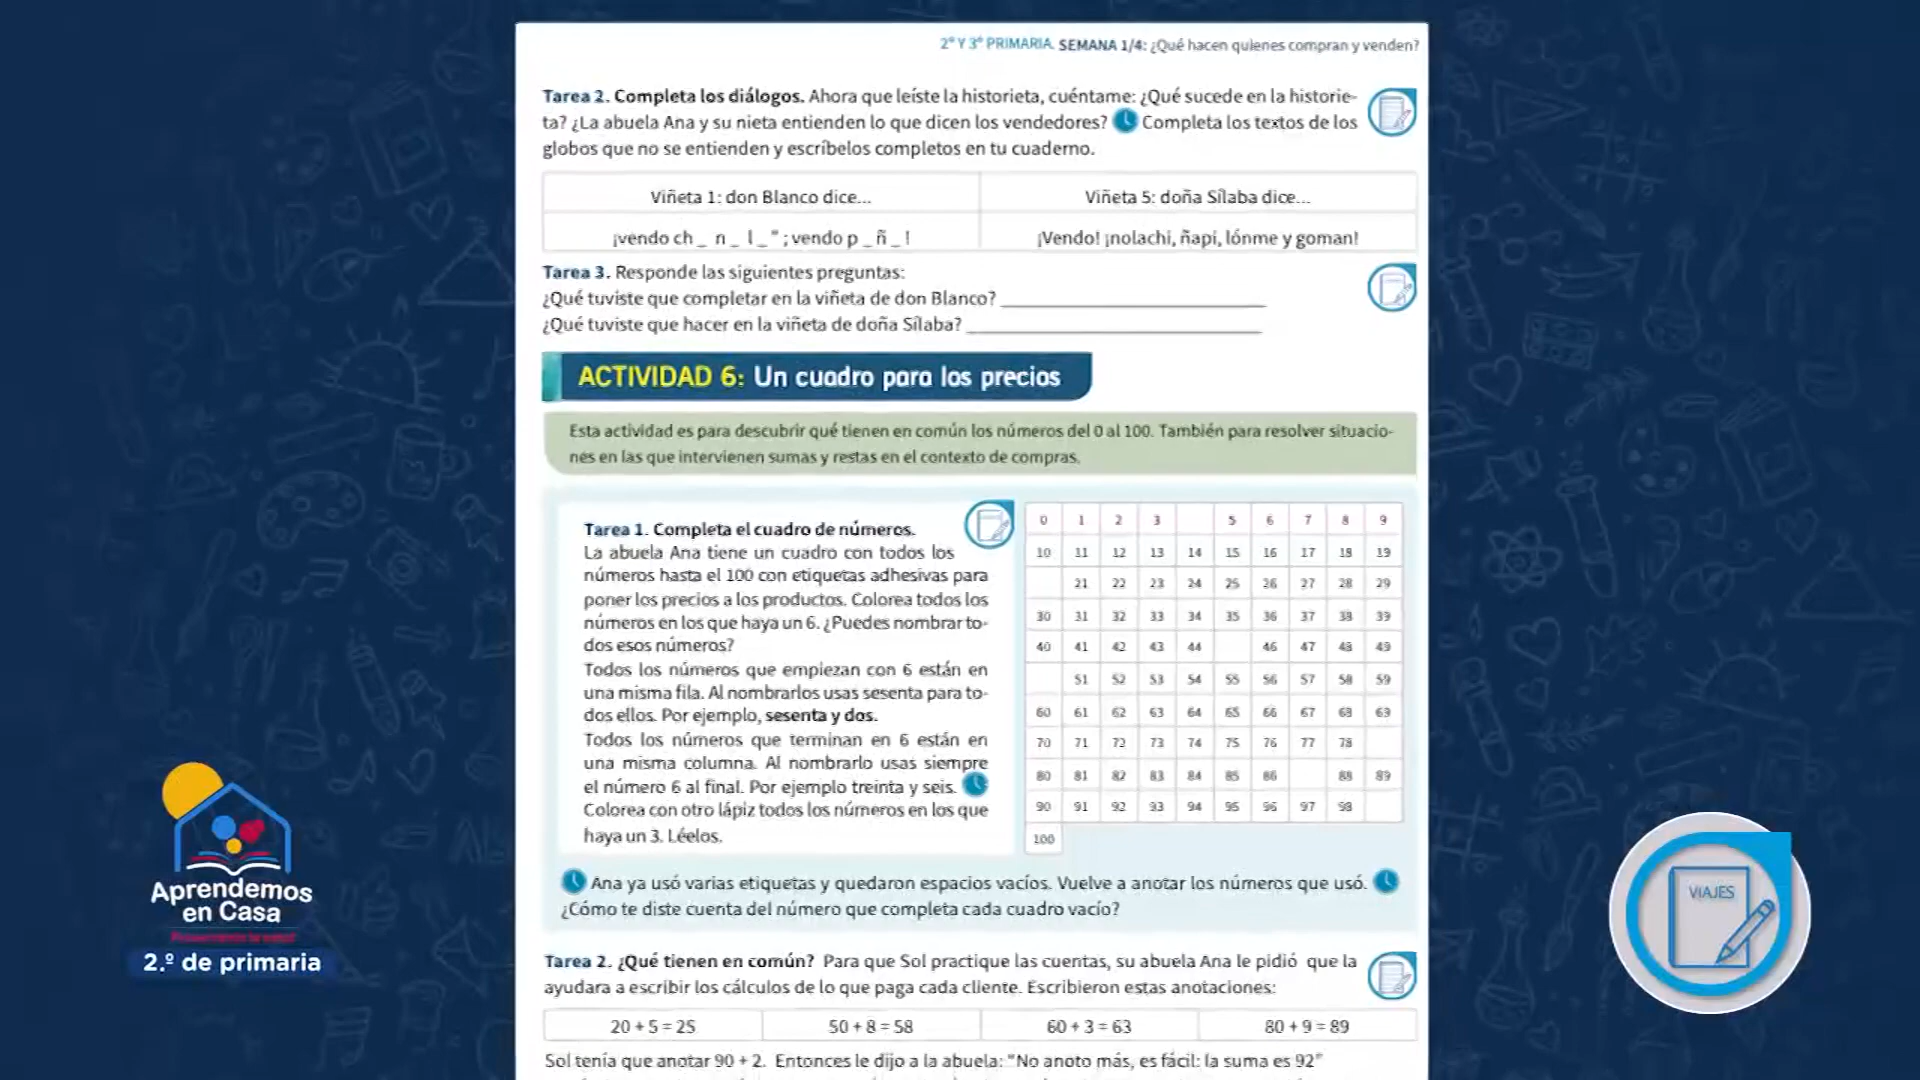 2° Y 3° PRIMARIA. SEMANA 1/4: ¿Qué hacen quienes compran y venden?
Tarea 2. Completa los diálogos. Ahora que leíste la historieta, cuéntame: ¿Qué sucede en la historie-
ta? ¿La abuela Ana y su nieta entienden lo que dicen los vendedores? Completa los textos de los
globos que no se entienden y escríbelos completos en tu cuaderno.
Viñeta 1: don Blanco dice... Viñeta 5: doña Sílaba dice...
¡vendo ch _ n _ l _ "; vendo p _ ñ _ ! ¡Vendo! ¡nolachi, ñapi, lónme y goman!
Tarea 3. Responde las siguientes preguntas:
¿Qué tuviste que completar en la viñeta de don Blanco? ____________
¿Qué tuviste que hacer en la viñeta de doña Sílaba? ____________
ACTIVIDAD 6: Un cuadro para los precios
Esta actividad es para descubrir qué tienen en común los números del 0 al 100. También para resolver situacio-
nes en las que intervienen sumas y restas en el contexto de compras.
Tarea 1. Completa el cuadro de números.
La abuela Ana tiene un cuadro con todos los
números hasta el 100 con etiquetas adhesivas para
poner los precios a los productos. Colorea todos los
números en los que haya un 6. ¿Puedes nombrar to-
dos esos números?
Todos los números que empiezan con 6 están en
una misma fila. Al nombrarlos usas sesenta para to-
dos ellos. Por ejemplo, sesenta y dos.
Todos los números que terminan en 6 están en
una misma columna. Al nombrarlo usas siempre
el número 6 al final. Por ejemplo treinta y seis.
Colorea con otro lápiz todos los números en los que
haya un 3. Léelos.
0 1 2 3 5 6 7 8 9
10 11 12 13 14 15 16 17 18 19
21 22 23 24 25 26 27 28 29
30 31 32 33 34 35 36 37 38 39
40 41 42 43 44 46 47 48 49
51 52 53 54 55 56 57 58 59
60 61 62 63 64 65 66 67 68 69
70 71 72 73 74 75 76 77 78
80 81 82 83 84 85 86 88 89
90 91 92 93 94 95 96 97 98
100
Ana ya usó varias etiquetas y quedaron espacios vacíos. Vuelve a anotar los números que usó.
¿Cómo te diste cuenta del número que completa cada cuadro vacío?
Tarea 2. ¿Qué tienen en común? Para que Sol practique las cuentas, su abuela Ana le pidió que la
ayudara a escribir los cálculos de lo que paga cada cliente. Escribieron estas anotaciones:
20 + 5 = 25 50 + 8 = 58 60 + 3 = 63 80 + 9 = 89
Sol tenía que anotar 90 + 2. Entonces le dijo a la abuela: "No anoto más, es fácil: la suma es 92"
Aprendemos
en Casa
2.º de primaria
VIAJES